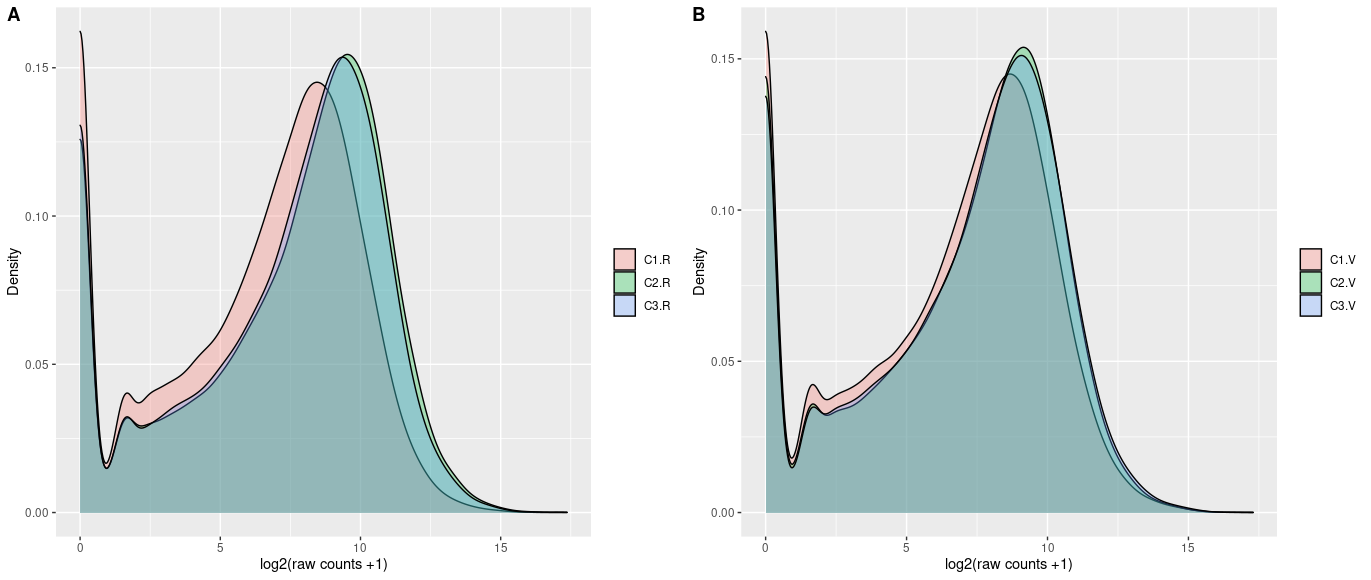 A
Density
0.15
0.10
0.05
0.00
0
5
10
15
log2(raw counts +1)
C1.R
C2.R
C3.R
B
Density
0.15
0.10
0.05
0.00
0
5
10
15
log2(raw counts +1)
C1.V
C2.V
C3.V